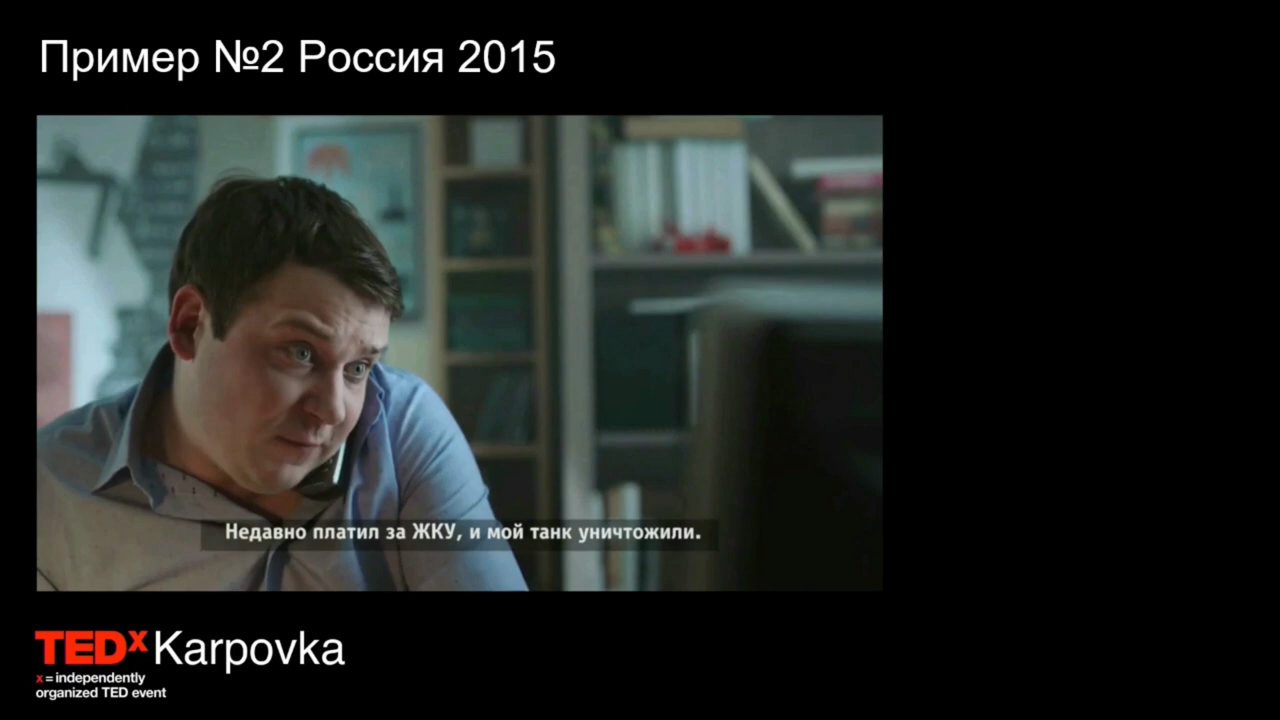 Пример №2 Россия 2015
Недавно платил за ЖКУ, и мой танк уничтожили.
TEDx Karpovka
x = independently
organized TED event